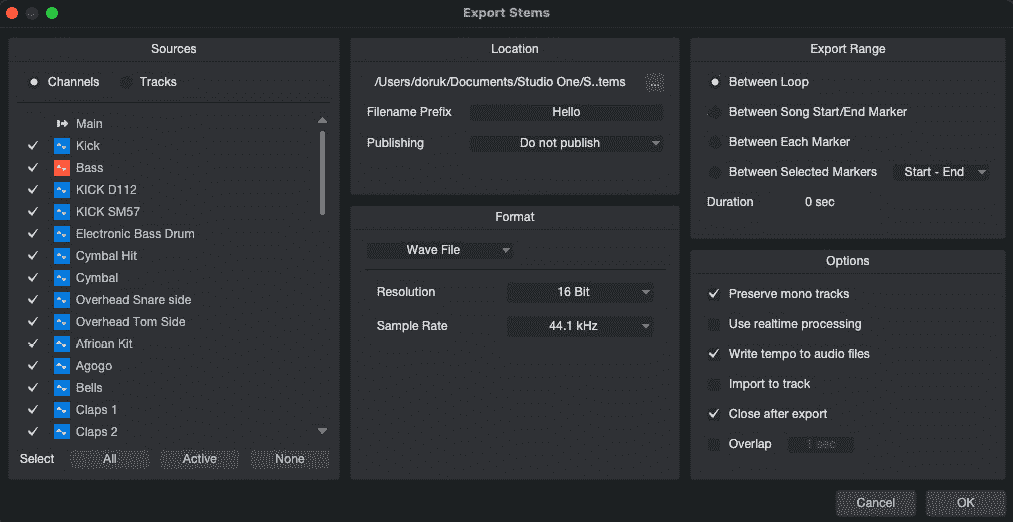 Export Stems
Sources
Channels
Tracks
Main
Kick
Bass
KICK D112
KICK SM57
Electronic Bass Drum
Cymbal Hit
Cymbal
Overhead Snare side
Overhead Tom Side
African Kit
Agogo
Bells
Claps 1
Claps 2
Select
All
Active
None
Location
/Users/doruk/Documents/Studio One/S..tems
...
Filename Prefix
Hello
Publishing
Do not publish
Format
Wave File
Resolution
16 Bit
Sample Rate
44.1 kHz
Export Range
Between Loop
Between Song Start/End Marker
Between Each Marker
Between Selected Markers
Start - End
Duration
0 sec
Options
Preserve mono tracks
Use realtime processing
Write tempo to audio files
Import to track
Close after export
Overlap
1 sec
Cancel
OK